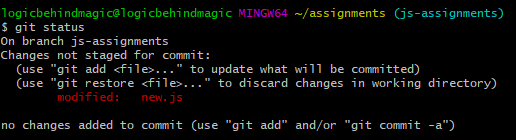 logicbehindmagic@logicbehindmagic MINGW64 ~/assignments (js-assignments)
$ git status
On branch js-assignments
Changes not staged for commit:
  (use "git add <file>..." to update what will be committed)
  (use "git restore <file>..." to discard changes in working directory)
        modified:   new.js

no changes added to commit (use "git add" and/or "git commit -a")